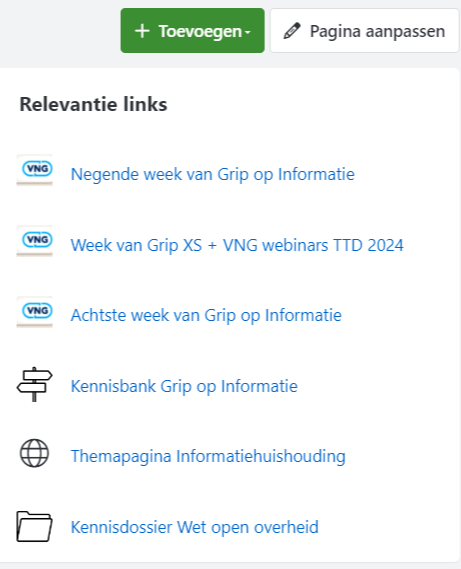 Toevoegen
Pagina aanpassen
Relevantie links
VNG
Negende week van Grip op Informatie
VNG
Week van Grip XS + VNG webinars TTD 2024
VNG
Achtste week van Grip op Informatie
Kennisbank Grip op Informatie
Themapagina Informatiehuishouding
Kennisdossier Wet open overheid